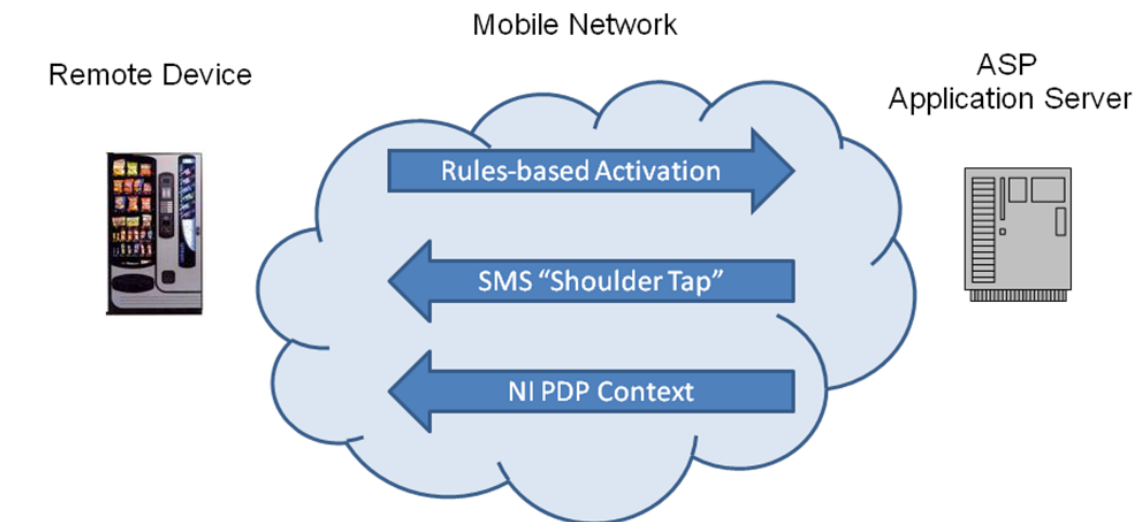 Mobile Network
Remote Device
ASP
Application Server
Rules-based Activation
SMS “Shoulder Tap”
NI PDP Context